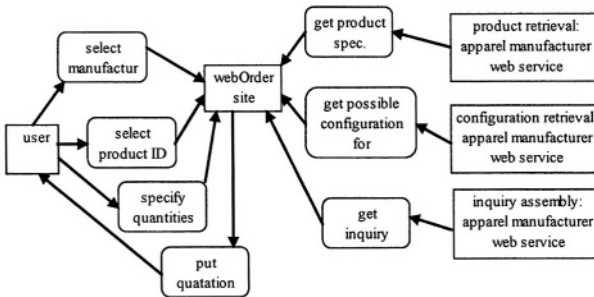 select
manufactur
user
select
product ID
specify
quantities
put
quatation
webOrder
site
get product
spec.
get possible
configuration
for
get
inquiry
product retrieval:
apparel manufacturer
web service
configuration retrieval:
apparel manufacturer
web service
inquiry assembly:
apparel manufacturer
web service